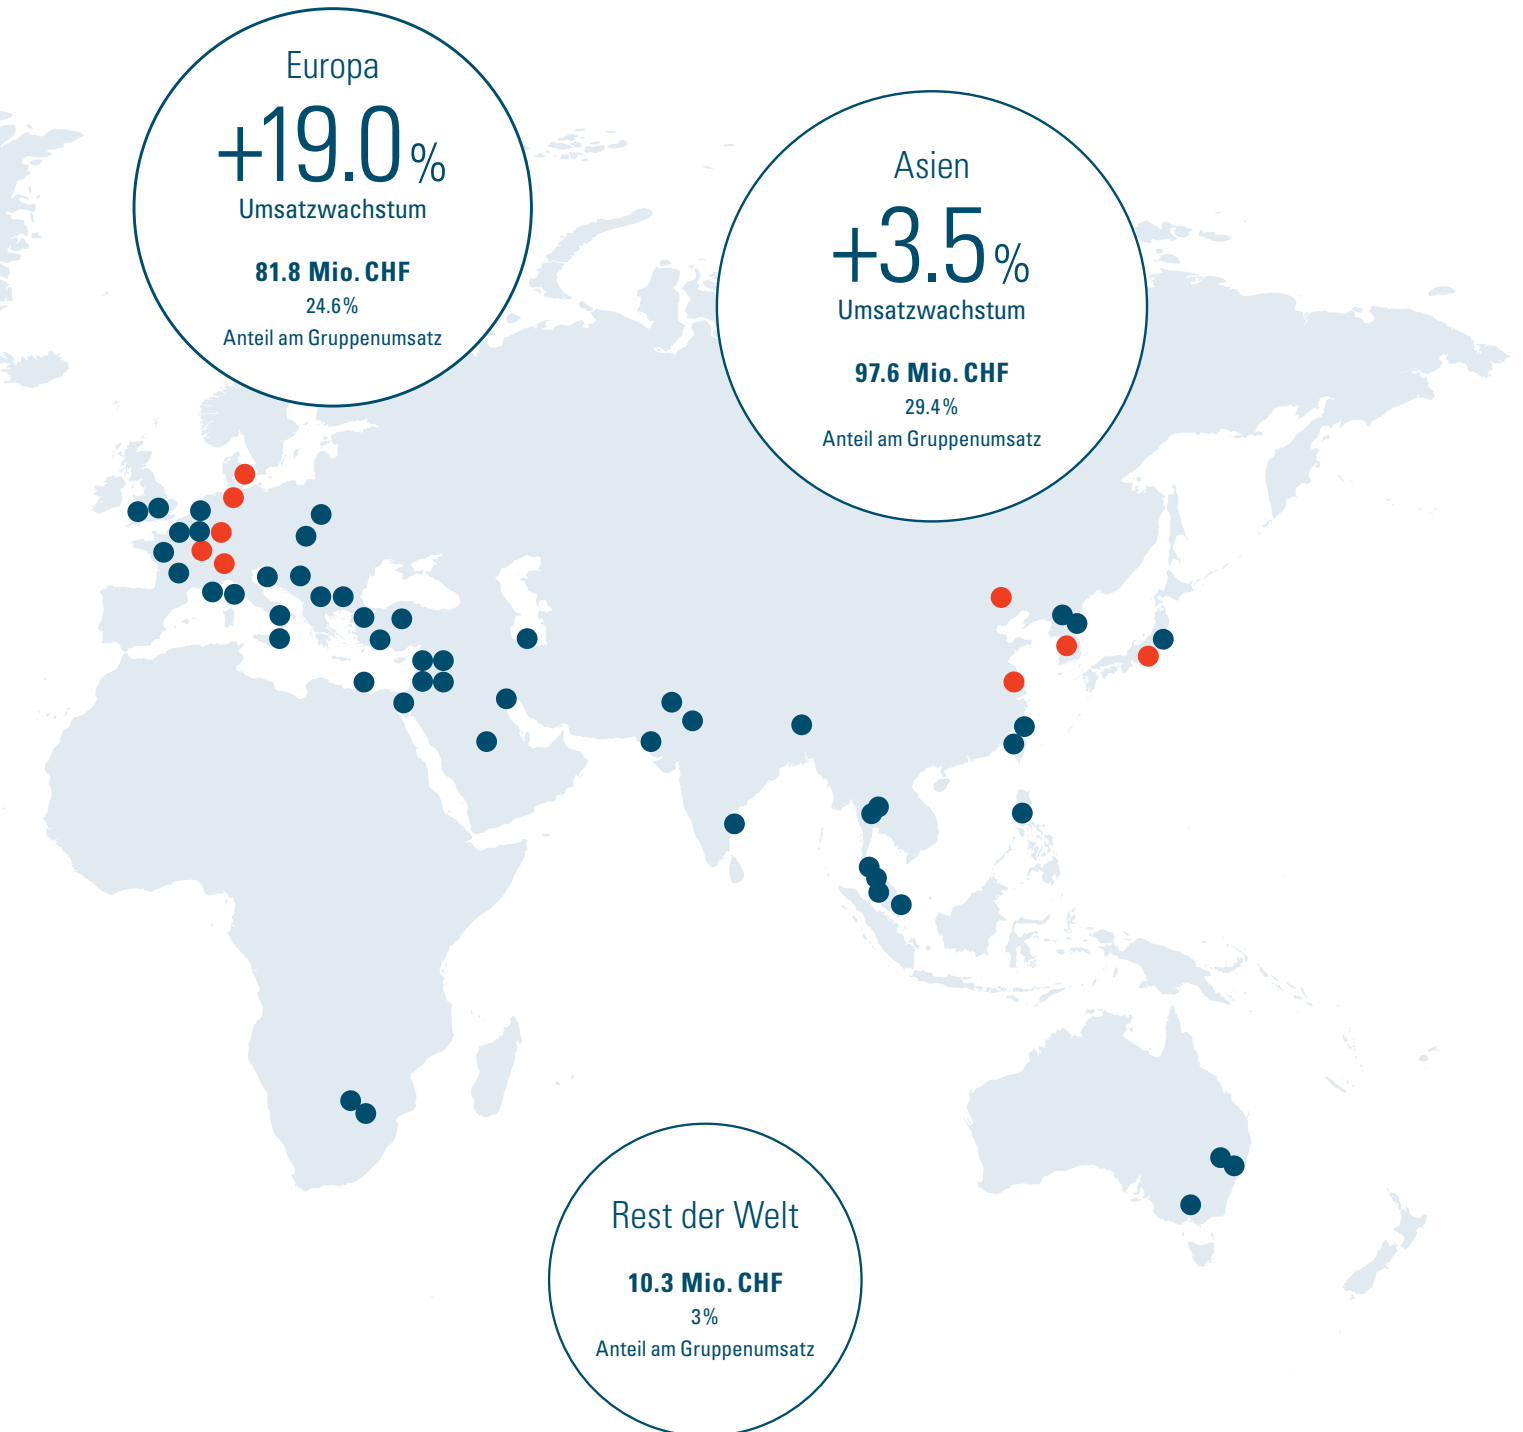 Europa
+19.0 %
Umsatzwachstum
81.8 Mio. CHF
24.6 %
Anteil am Gruppenumsatz
Asien
+3.5 %
Umsatzwachstum
97.6 Mio. CHF
29.4 %
Anteil am Gruppenumsatz
Rest der Welt
10.3 Mio. CHF
3 %
Anteil am Gruppenumsatz